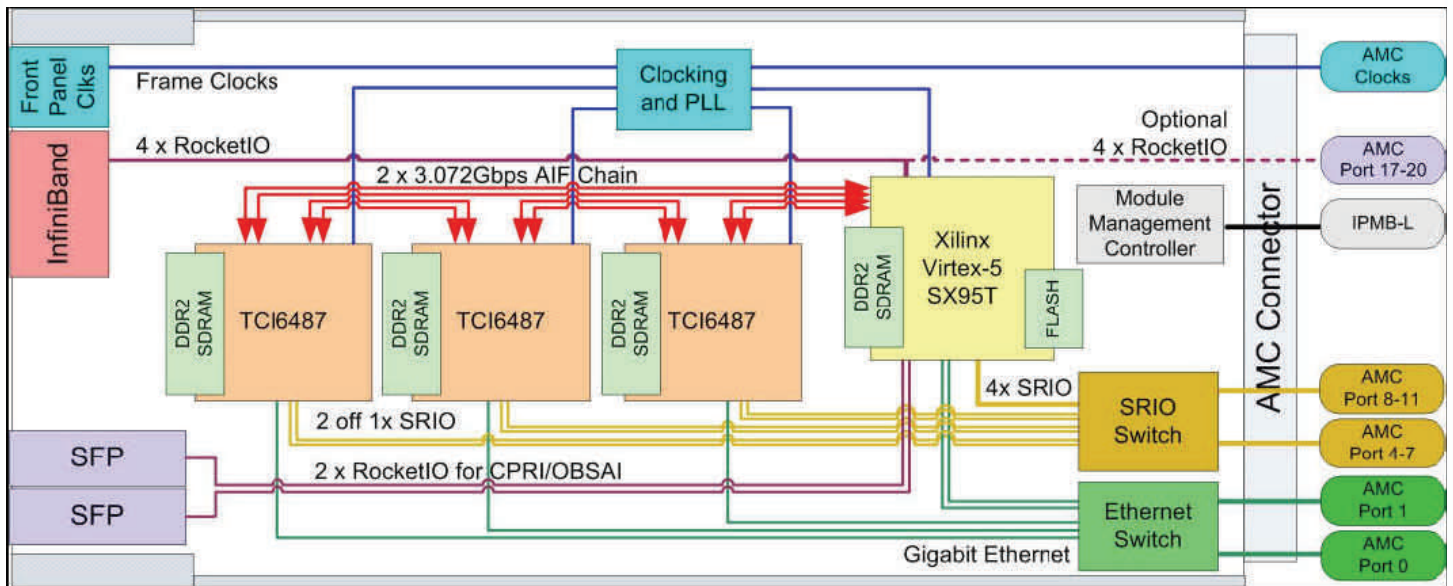 Front
Panel
Clks
Frame Clocks
Clocking
and PLL
AMC
Clocks
InfiniBand
4 x RocketIO
Optional
4 x RocketIO
AMC
Port 17-20
2 x 3.072Gbps AIF Chain
Module
Management
Controller
IPMB-L
AMC Connector
DDR2
SDRAM
TCI6487
DDR2
SDRAM
TCI6487
DDR2
SDRAM
TCI6487
DDR2
SDRAM
Xilinx
Virtex-5
SX95T
FLASH
4x SRIO
SRIO
Switch
AMC
Port 8-11
AMC
Port 4-7
2 off 1x SRIO
SFP
SFP
2 x RocketIO for CPRI/OBSAI
Gigabit Ethernet
Ethernet
Switch
AMC
Port 1
AMC
Port 0